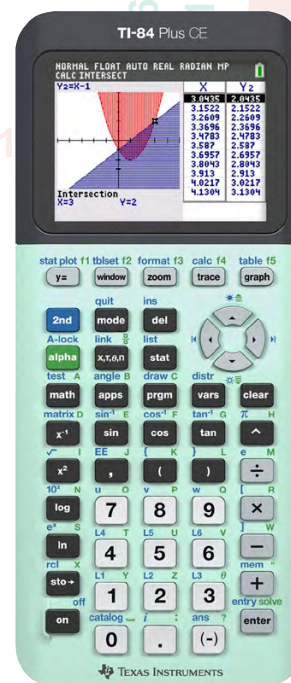 TI-84 Plus CE
NORMAL FLOAT AUTO REAL RADIAN MP
CALC INTERSECT
Y2=X-1
X Y2
3.0435 2.0435
3.1522 2.1522
3.2609 2.2609
3.3696 2.3696
3.4783 2.4783
3.587 2.587
3.6957 2.6957
3.8043 2.8043
3.913 2.913
4.0217 3.0217
4.1304 3.1304
Intersection
X=3 Y=2
stat plot f1 tblset f2 format f3 calc f4 table f5
y= window zoom trace graph
quit ins
2nd mode del
A-lock link list
alpha X,T,θ,n stat
test A angle B draw C distr
math apps prgm vars clear
matrix D sin⁻¹ E cos⁻¹ F tan⁻¹ G π H
x⁻¹ sin cos tan ^
√ I EE J { K } L e M
x² , ( ) ÷
10ˣ N u O v P w Q [ R
log 7 8 9 ×
eˣ S L4 T L5 U L6 V ] W
ln 4 5 6 −
rcl X L1 Y L2 Z L3 θ mem "
sto→ 1 2 3 +
off catalog i : ans ? entry solve
on 0 . (-) enter
TEXAS INSTRUMENTS